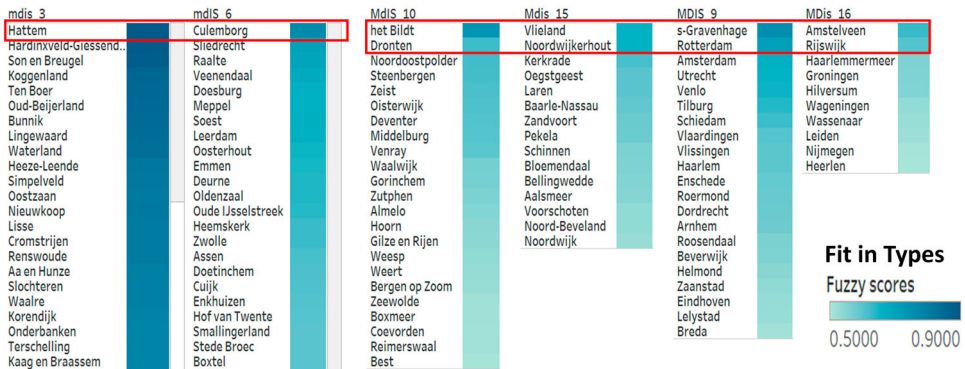 mdis_3
Hattem
Hardinxveld-Giessend..
Son en Breugel
Koggenland
Ten Boer
Oud-Beijerland
Bunnik
Lingewaard
Waterland
Heeze-Leende
Simpelveld
Oostzaan
Nieuwkoop
Lisse
Cromstrijen
Renswoude
Aa en Hunze
Slochteren
Waalre
Korendijk
Onderbanken
Terschelling
Kaag en Braassem
mdIS_6
Culemborg
Sliedrecht
Raalte
Veenendaal
Doesburg
Meppel
Soest
Leerdam
Oosterhout
Emmen
Deurne
Oldenzaal
Oude IJsselstreek
Heemskerk
Zwolle
Assen
Doetinchem
Cuijk
Enkhuizen
Hof van Twente
Smallingerland
Stede Broec
Boxtel
MdIS_10
het Bildt
Dronten
Noordoostpolder
Steenbergen
Zeist
Oisterwijk
Deventer
Middelburg
Venray
Waalwijk
Gorinchem
Zutphen
Almelo
Hoorn
Gilze en Rijen
Weesp
Weert
Bergen op Zoom
Zeewolde
Boxmeer
Coevorden
Reimerswaal
Best
Mdis_15
Vlieland
Noordwijkerhout
Kerkrade
Oegstgeest
Laren
Baarle-Nassau
Zandvoort
Pekela
Schinnen
Bloemendaal
Bellingwedde
Aalsmeer
Voorschoten
Noord-Beveland
Noordwijk
MDIS_9
s-Gravenhage
Rotterdam
Amsterdam
Utrecht
Venlo
Tilburg
Schiedam
Vlaardingen
Vlissingen
Haarlem
Enschede
Roermond
Dordrecht
Arnhem
Roosendaal
Beverwijk
Helmond
Zaanstad
Eindhoven
Lelystad
Breda
MDis_16
Amstelveen
Rijswijk
Haarlemmermeer
Groningen
Hilversum
Wageningen
Wassenaar
Leiden
Nijmegen
Heerlen
Fit in Types
Fuzzy scores
0.5000 0.9000